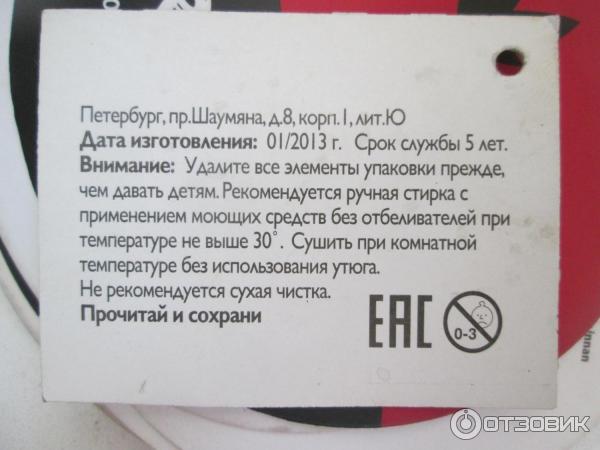 Петербург, пр.Шаумяна, д.8, корп.1, лит.Ю
Дата изготовления: 01/2013 г. Срок службы 5 лет.
Внимание: Удалите все элементы упаковки прежде,
чем давать детям. Рекомендуется ручная стирка с
применением моющих средств без отбеливателей при
температуре не выше 30°. Сушить при комнатной
температуре без использования утюга.
Не рекомендуется сухая чистка.
Прочитай и сохрани
EAC
0-3
innan
ОТЗОВИК